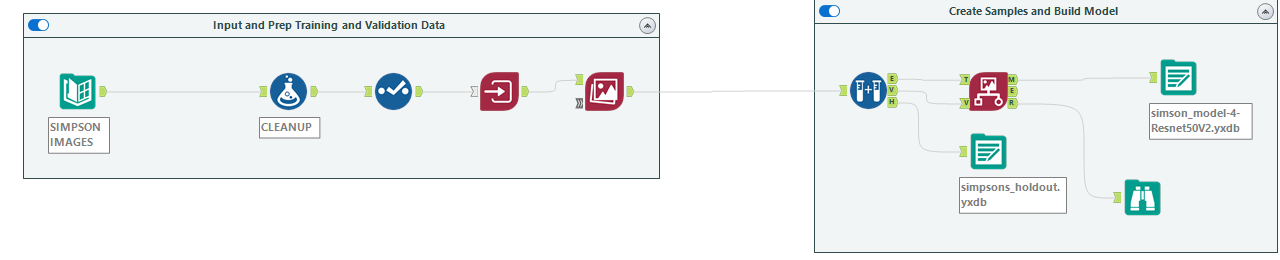 Input and Prep Training and Validation Data
SIMPSON
IMAGES
CLEANUP
Create Samples and Build Model
E
V
H
T
V
M
E
R
simson_model-4-
Resnet50V2.yxdb
simpsons_holdout.
yxdb